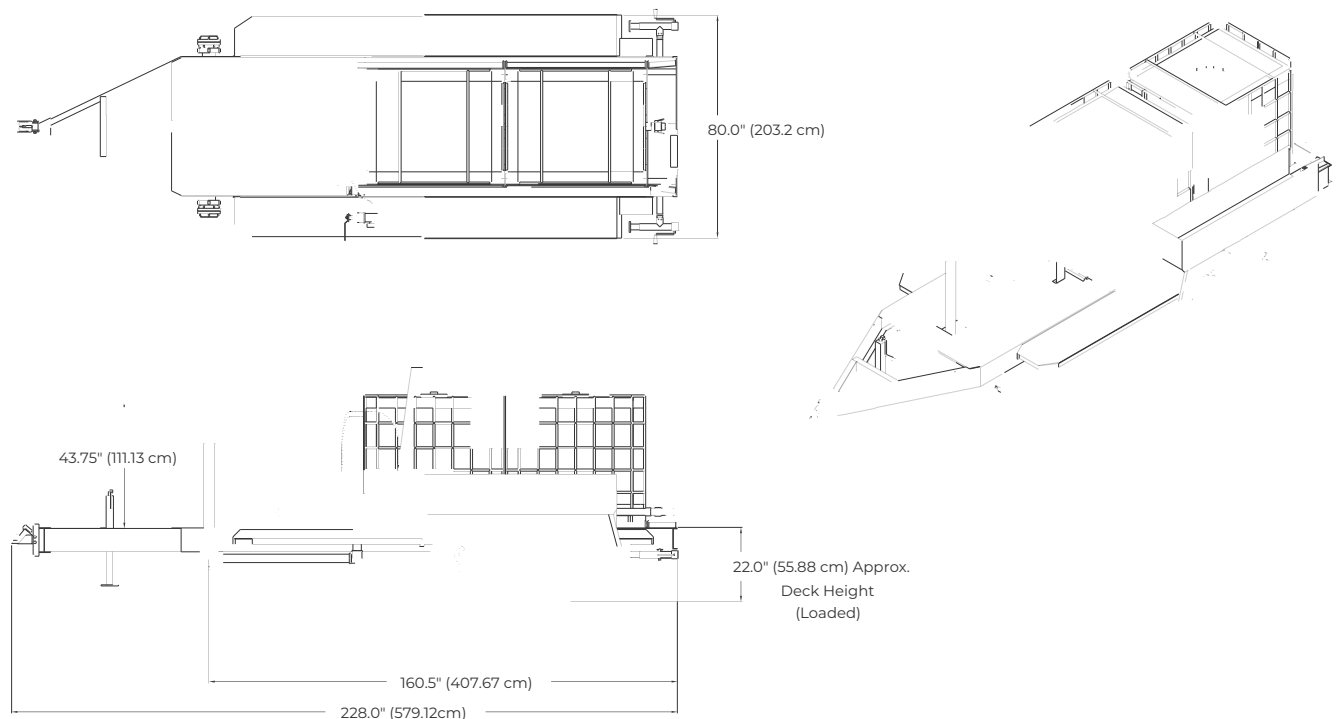 80.0" (203.2 cm)
43.75" (111.13 cm)
22.0" (55.88 cm) Approx.
Deck Height
(Loaded)
160.5" (407.67 cm)
228.0" (579.12cm)